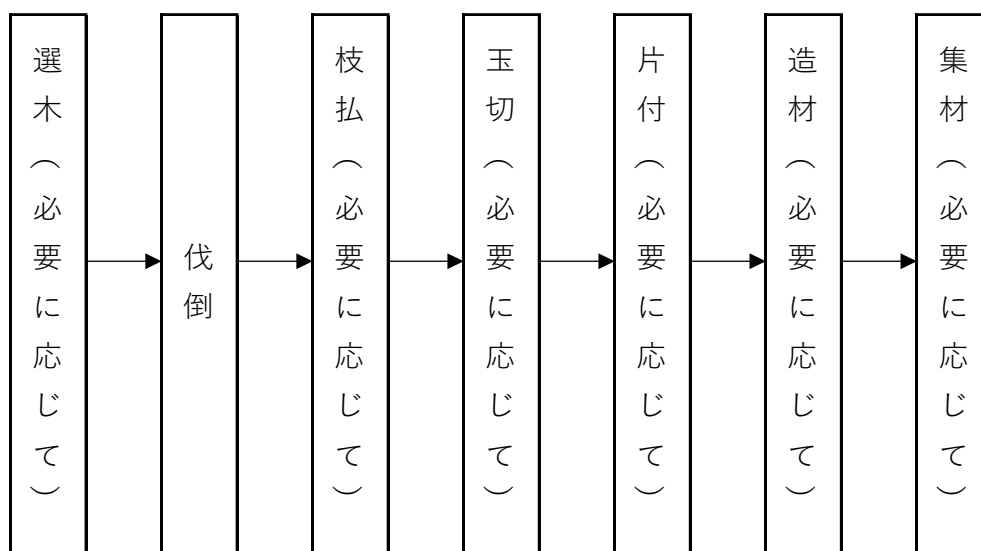 選木（必要に応じて）
伐倒
枝払（必要に応じて）
玉切（必要に応じて）
片付（必要に応じて）
造材（必要に応じて）
集材（必要に応じて）